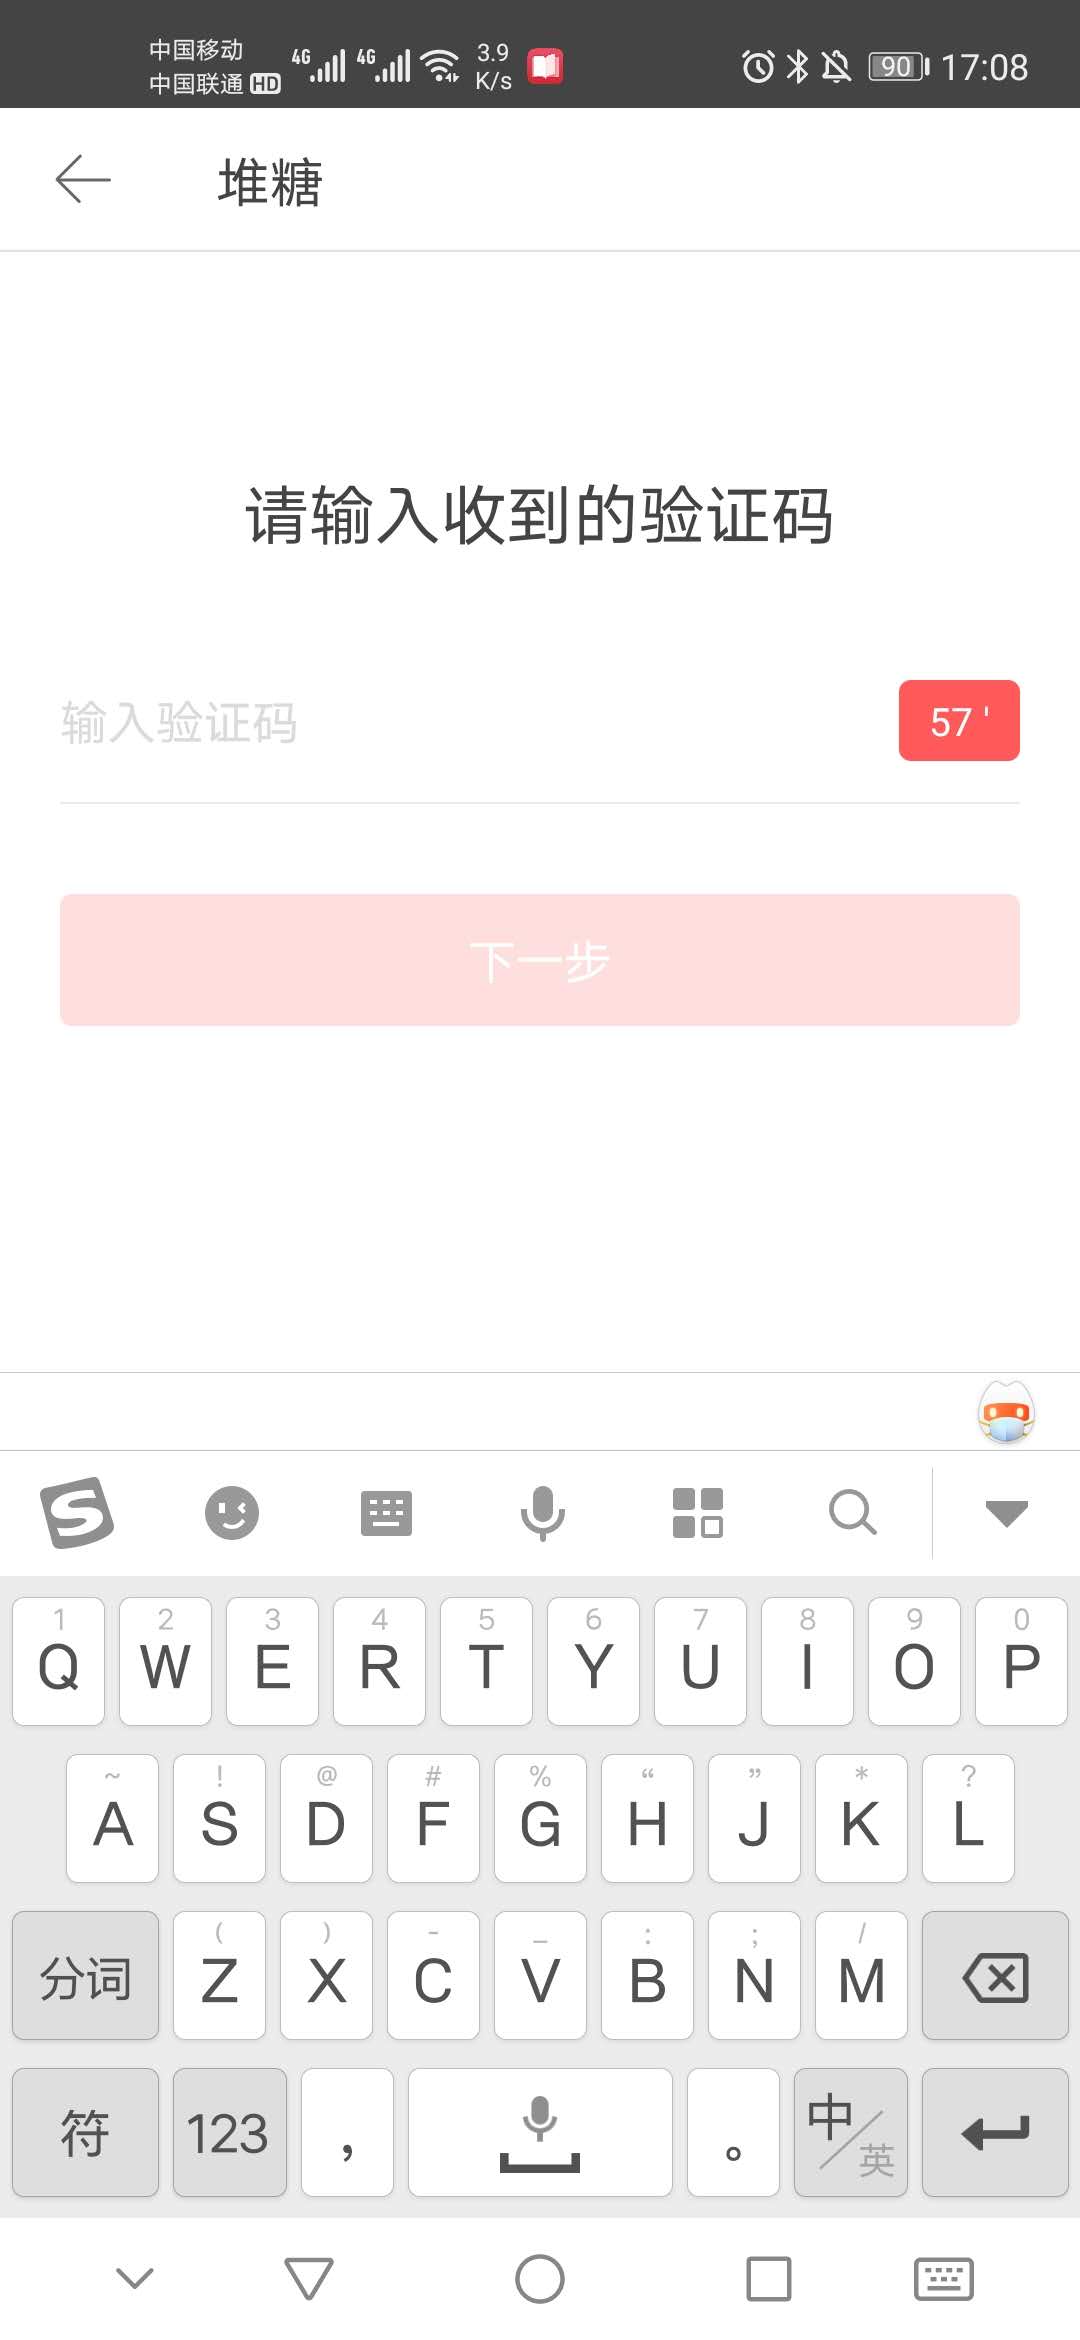 中国移动
中国联通 HD
4G 4G 3.9 K/s 90 17:08
堆糖
请输入收到的验证码
输入验证码 57 '
下一步
1 2 3 4 5 6 7 8 9 0
Q W E R T Y U I O P
~ ! @ # % “ ” * ?
A S D F G H J K L
( ) - _ : ; /
分词 Z X C V B N M
符 123 ， 。 中/英